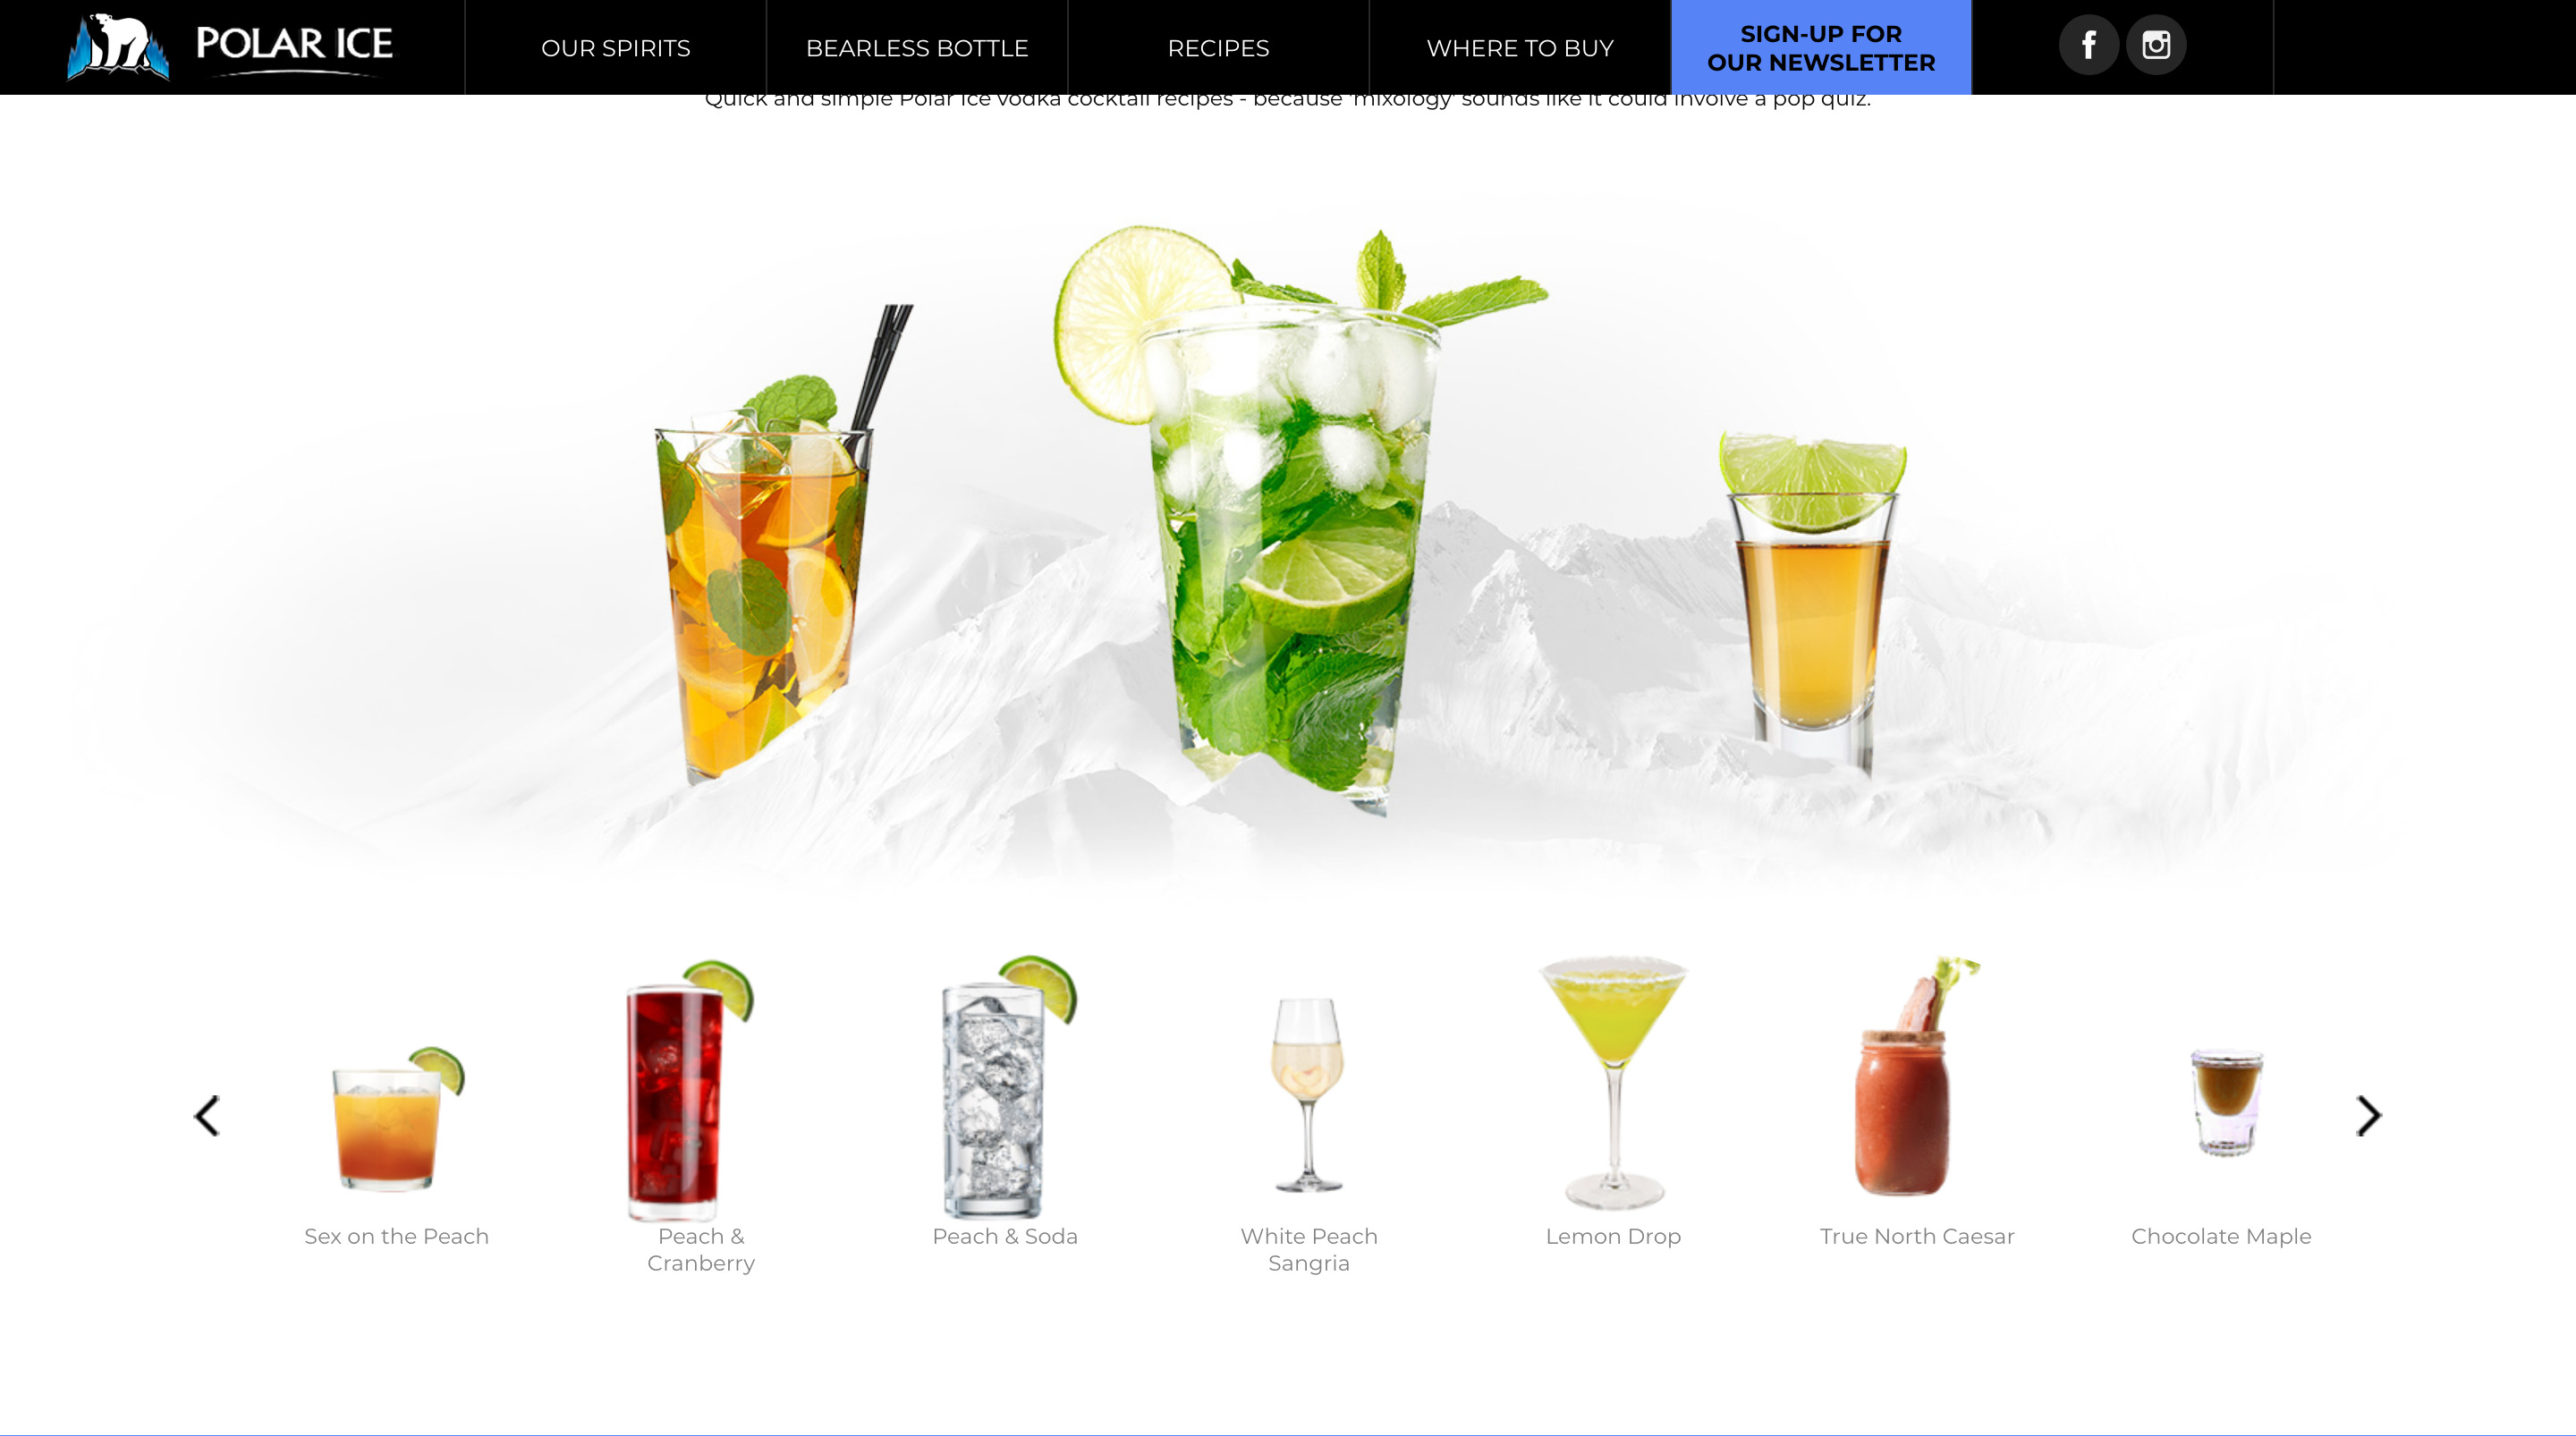 POLAR ICE
OUR SPIRITS
BEARLESS BOTTLE
RECIPES
WHERE TO BUY
SIGN-UP FOR
OUR NEWSLETTER
Quick and simple Polar Ice vodka cocktail recipes - because 'mixology' sounds like it could involve a pop quiz.
Sex on the Peach
Peach &
Cranberry
Peach & Soda
White Peach
Sangria
Lemon Drop
True North Caesar
Chocolate Maple